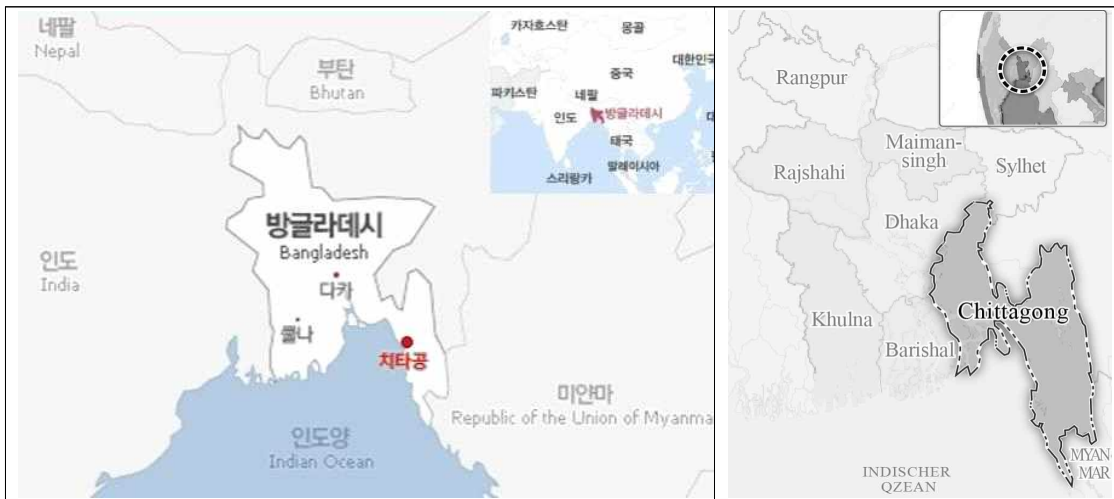 네팔
Nepal
부탄
Bhutan
방글라데시
Bangladesh
인도
India
다카
쿨나
치타공
미얀마
Republic of the Union of Myanma
인도양
Indian Ocean
카자흐스탄
몽골
대한민국
중국
파키스탄
네팔
인도
방글라데시
태국
말레이시아
스리랑카
Rangpur
Maiman-
singh
Rajshahi
Sylhet
Dhaka
Chittagong
Khulna
Barishal
MYAN-
MAR
INDISCHER
QZEAN